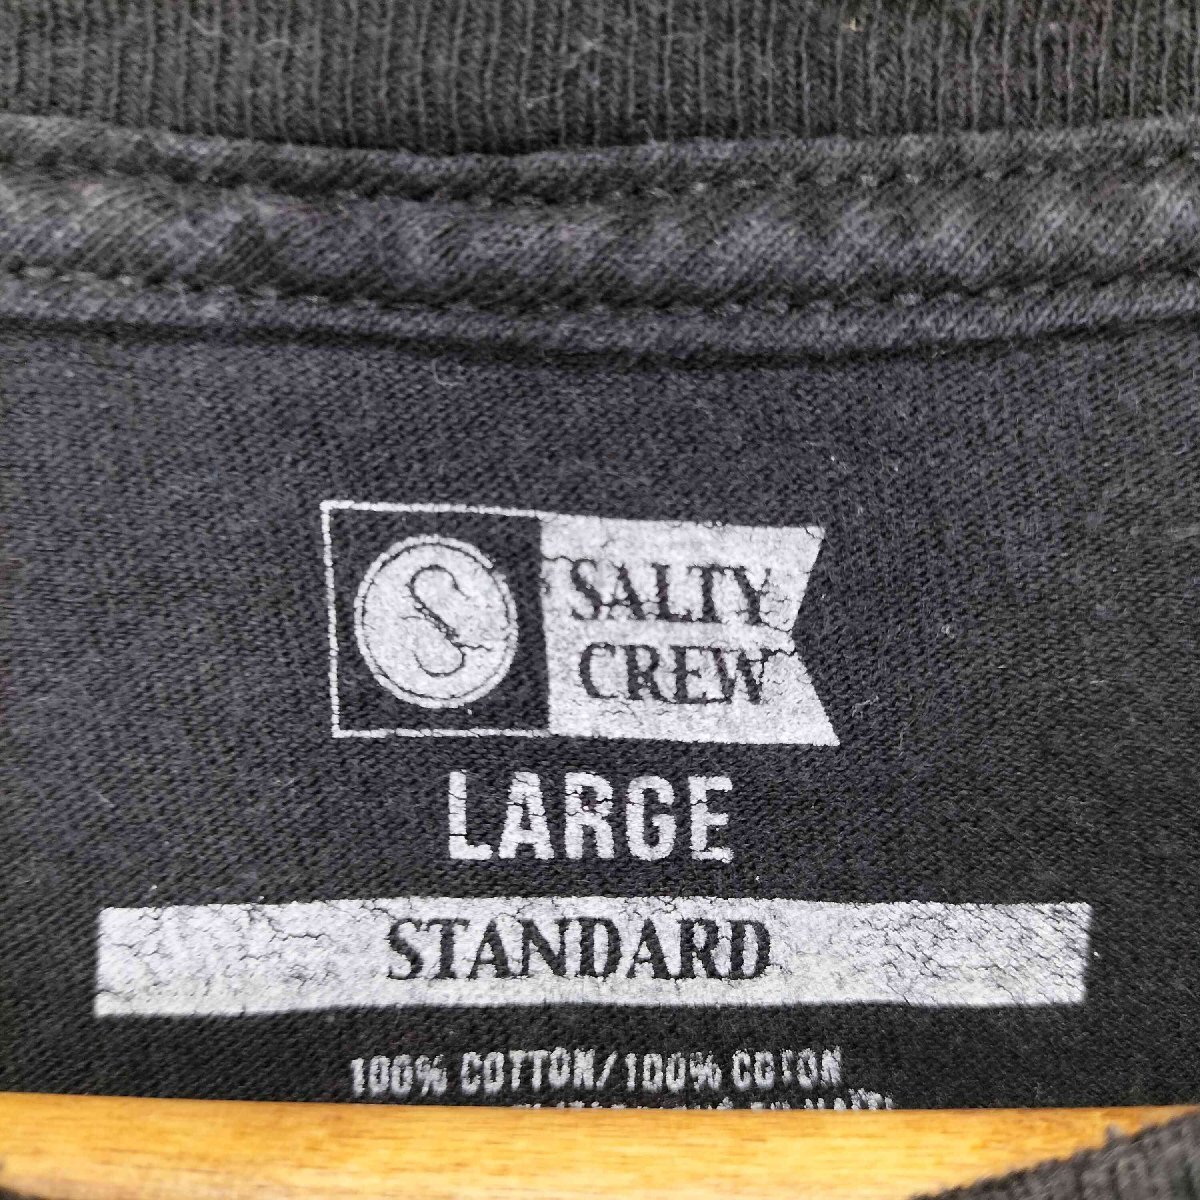 SALTY
CREW
LARGE
STANDARD
100% COTTON/100% COTON